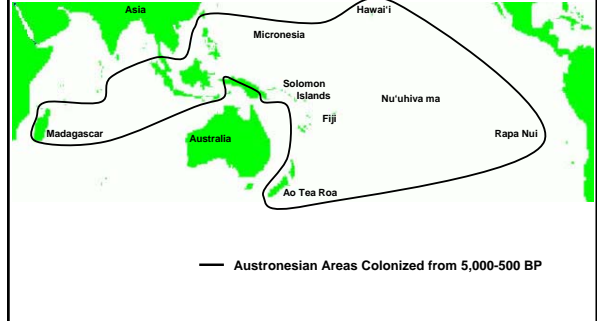 Asia
Hawai'i
Micronesia
Solomon
Islands
Nu'uhiva ma
Fiji
Madagascar
Australia
Rapa Nui
Ao Tea Roa
Austronesian Areas Colonized from 5,000-500 BP